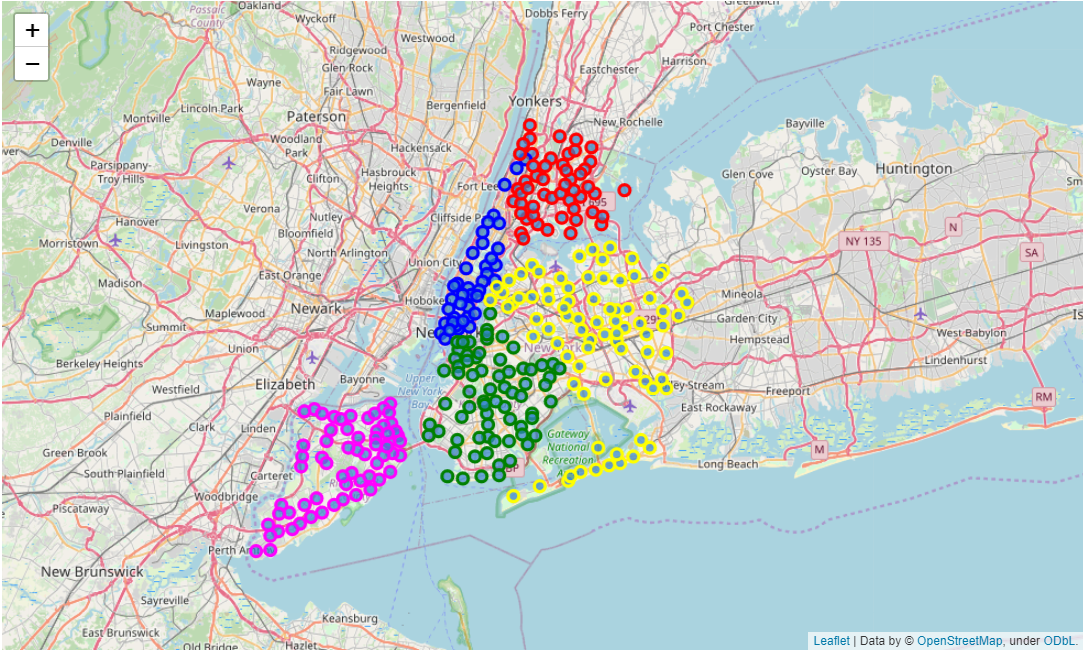 +
−
Passaic
County
Oakland
Wyckoff
Dobbs Ferry
Greenwich
Port Chester
Westwood
Ridgewood
Glen Rock
Eastchester
Harrison
Wayne
Fair Lawn
Bergenfield
Yonkers
Lincoln Park
Paterson
New Rochelle
Montville
Bayville
Denville
Woodland
Park
Hackensack
Parsippany-
Troy Hills
Clifton
Hasbrouck
Heights
Fort Lee
Glen Cove
Oyster Bay
Huntington
Verona
695
Hanover
Nutley
Cliffside Park
Bloomfield
N
Morristown
Livingston
North Arlington
NY 135
SA
Union City
East Orange
Madison
Mineola
Maplewood
Newark
Hoboken
Garden City
Summit
West Babylon
Hempstead
Union
New York
Berkeley Heights
Lindenhurst
Bayonne
Upper
New York
Bay
Elizabeth
Valley Stream
Westfield
Freeport
RM
Plainfield
East Rockaway
Clark
Linden
Gateway
National
Recreation
M
Green Brook
Long Beach
South Plainfield
Carteret
BP
Woodbridge
Piscataway
Perth Amboy
New Brunswick
Sayreville
Keansburg
East Brunswick
Old Bridge
Hazlet
Leaflet | Data by © OpenStreetMap, under ODbL.